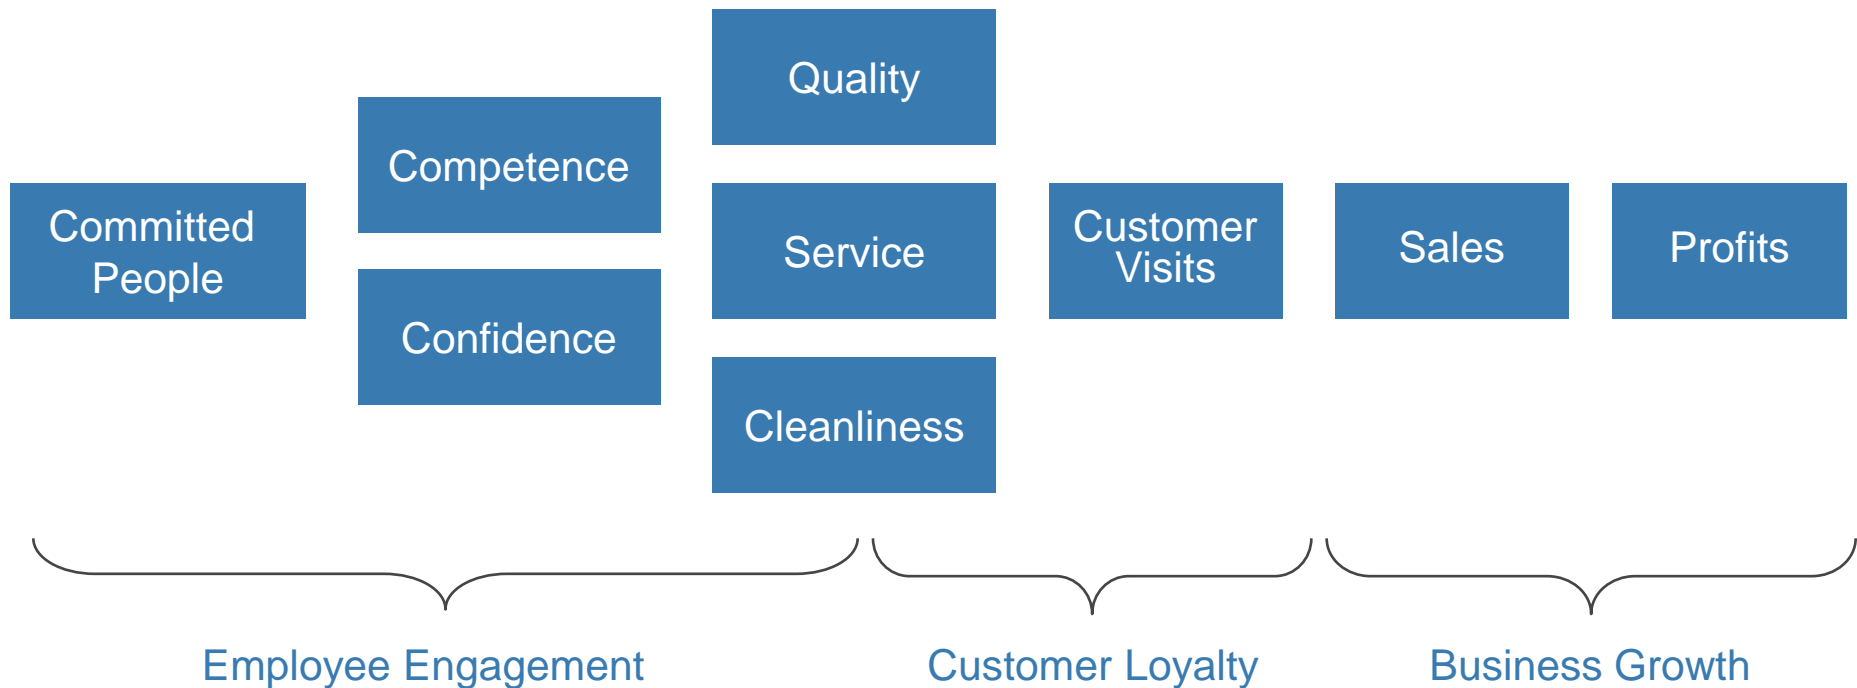 Committed
People
Competence
Confidence
Quality
Service
Cleanliness
Customer
Visits
Sales
Profits
Employee Engagement
Customer Loyalty
Business Growth